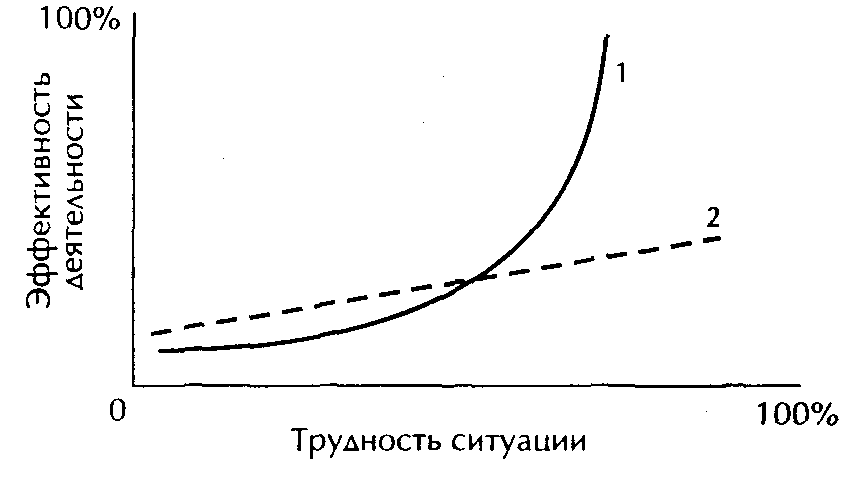 100%
Эффективность
деятельности
1
2
0
100%
Трудность ситуации